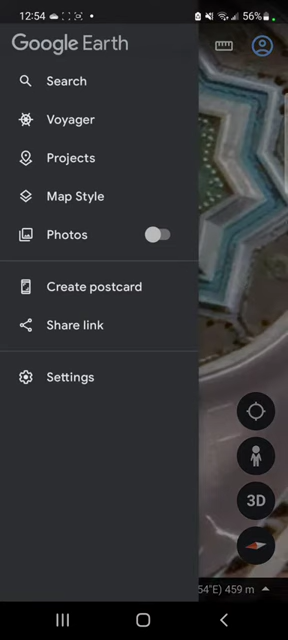 12:54
56%
Google Earth
Search
Voyager
Projects
Map Style
Photos
Create postcard
Share link
Settings
3D
54°E) 459 m